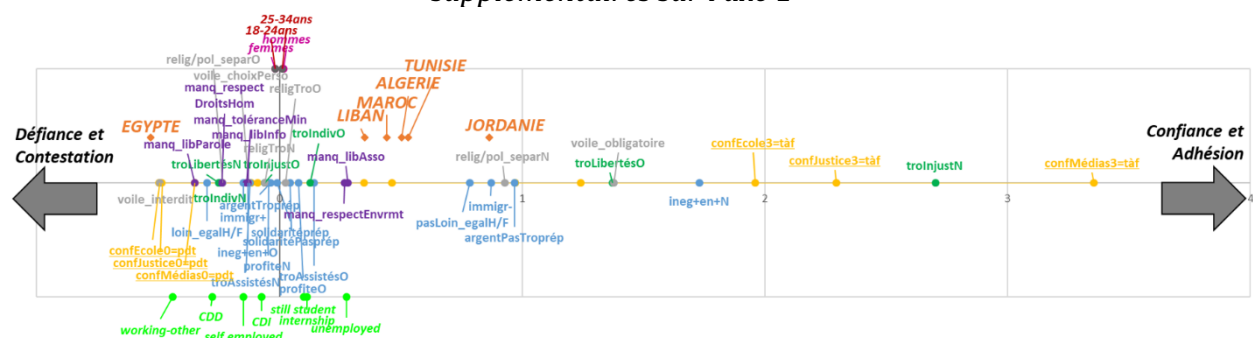 supplémentaires sur l'axe 1
25-34ans
18-24ans
hommes
femmes
relig/pol_separO
voile_choixPerso
manq_respect
religTroO
DroitsHom
manq_toléranceMin
manq_libInfo
manq_libParole
religTroN
troIndivO
TUNISIE
ALGERIE
MAROC
LIBAN
EGYPTE
JORDANIE
Défiance et
Contestation
Confiance et
Adhésion
troLibertésN
troInjustO
manq_libAsso
relig/pol_separN
voile_obligatoire
troLibertésO
confEcole3=tàf
confJustice3=tàf
troInjustN
confMédias3=tàf
1
2
3
4
voile_interdit
troIndivN
argentTroprép
immigr+
manq_respectEnvrmt
loin_egalH/F
solidaritéprép
solidaritéPasprép
immigr-
pasLoin_egalH/F
argentPasTroprép
ineg+en+N
confEcole0=pdt
confJustice0=pdt
confMédias0=pdt
ineg+en+O
profiteN
troAssistésN
troAssistésO
profiteO
working-other
CDD
self employed
CDI
still student
internship
unemployed